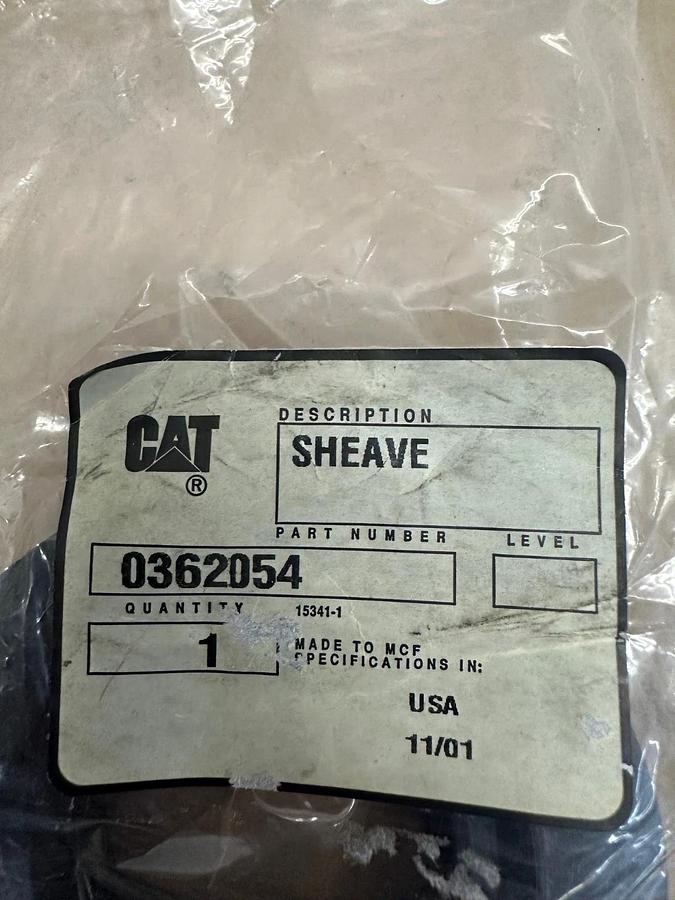 DESCRIPTION
CAT
®
SHEAVE
PART NUMBER
LEVEL
0362054
QUANTITY
15341-1
1
MADE TO MCF
SPECIFICATIONS IN:
USA
11/01